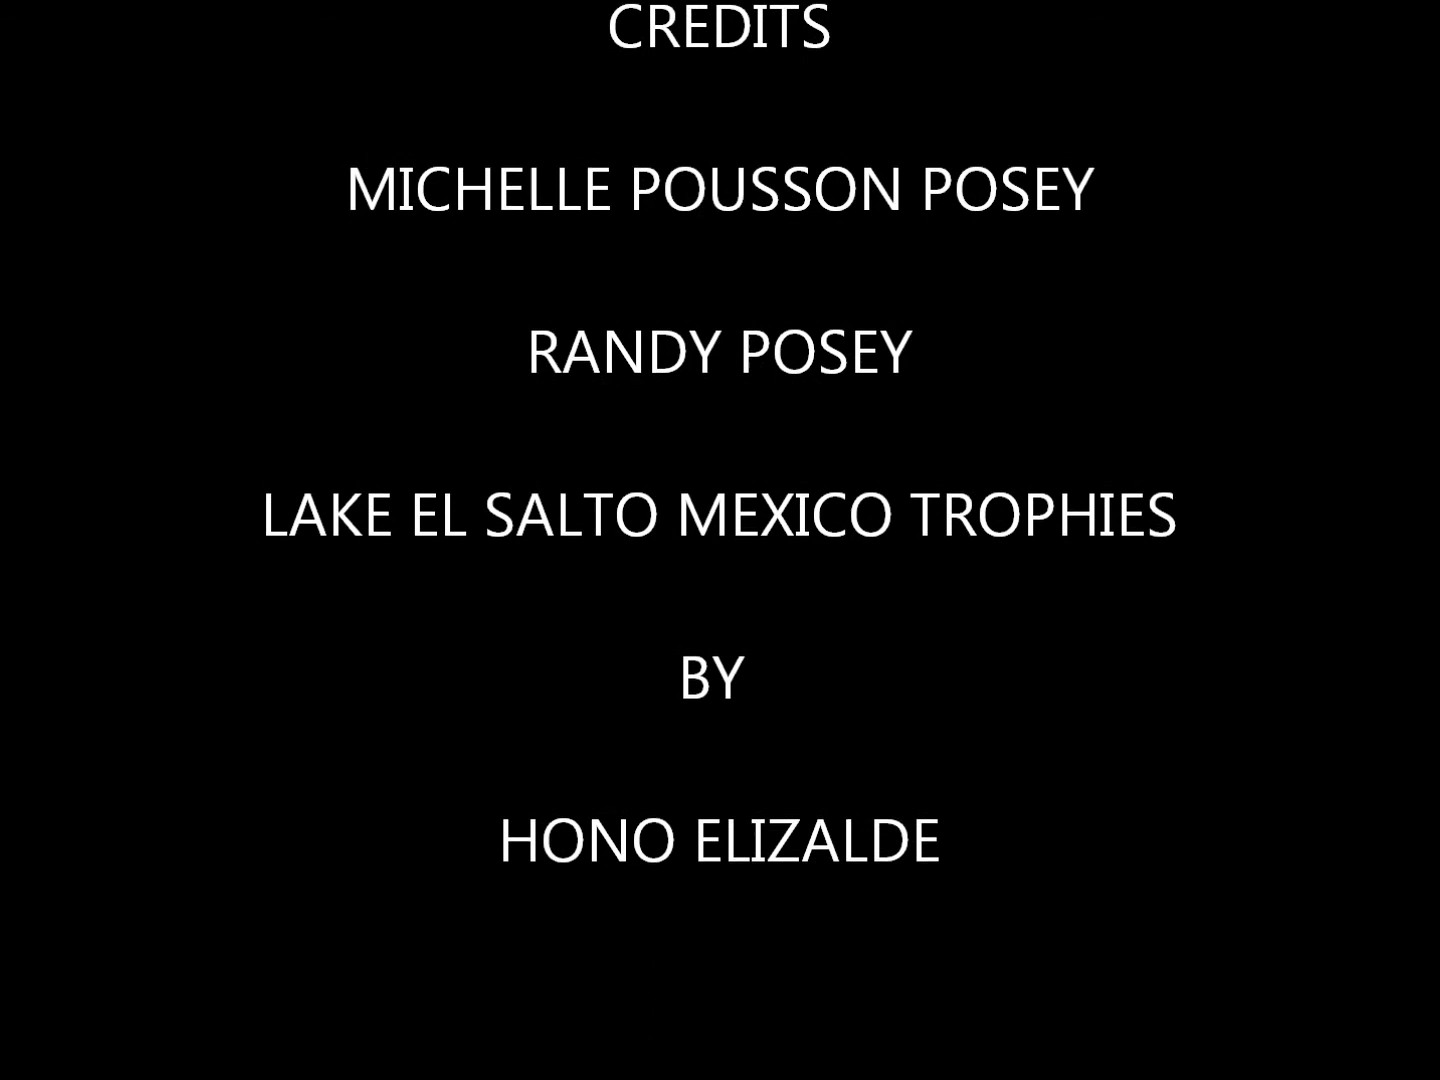 CREDITS
MICHELLE POUSSON POSEY
RANDY POSEY
LAKE EL SALTO MEXICO TROPHIES
BY
HONO ELIZALDE